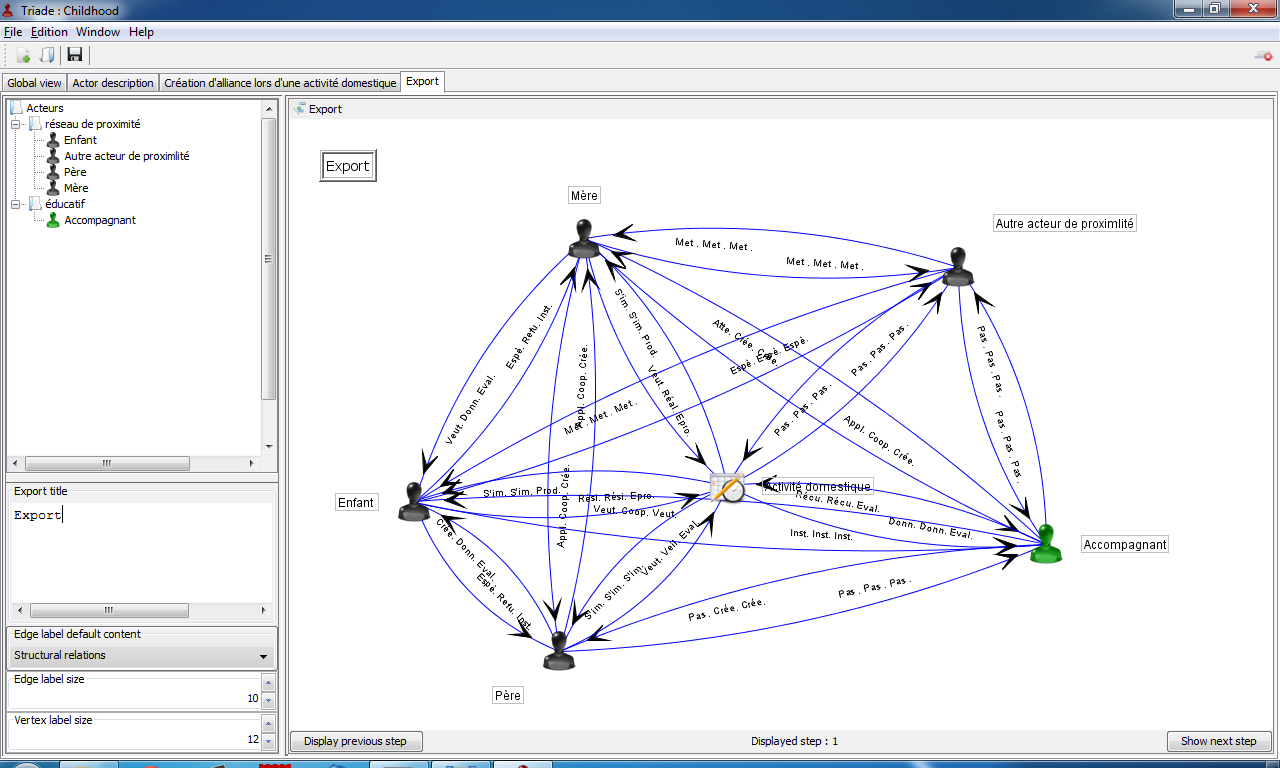 Triade : Childhood
File Edition Window Help
Global view Actor description Création d'alliance lors d'une activité domestique Export
Acteurs
réseau de proximité
Enfant
Autre acteur de proximlité
Père
Mère
éducatif
Accompagnant
Export title
Export
Edge label default content
Structural relations
Edge label size
10
Vertex label size
12
Export
Export
Mère
Autre acteur de proximlité
Met. Met. Met.
Met. Met. Met.
Espè. Refu. Inst.
Veut. Donn. Eval.
S'im. S'im. Prod.
Veut. Réal. Epro.
Appl. Coop. Crée.
Appl. Coop. Crée.
Atte. Crée.
Espè. Espè. Espè.
Met. Met. Met.
Pas. Pas. Pas.
Pas. Pas. Pas.
Pas. Pas. Pas.
Pas. Pas. Pas.
Appl. Coop. Crée.
Enfant
S'im. S'im. Prod.
Rési. Rési. Epro.
Veut. Coop. Veut.
Activité domestique
Récu. Récu. Eval.
Donn. Donn. Eval.
Inst. Inst. Inst.
Accompagnant
Crée. Donn. Eval.
Espé. Refu. Inst.
S'im. S'im. S'im.
Veut. Veil. Eval.
Pas. Crée. Crée.
Pas. Pas. Pas.
Père
Display previous step Displayed step : 1 Show next step